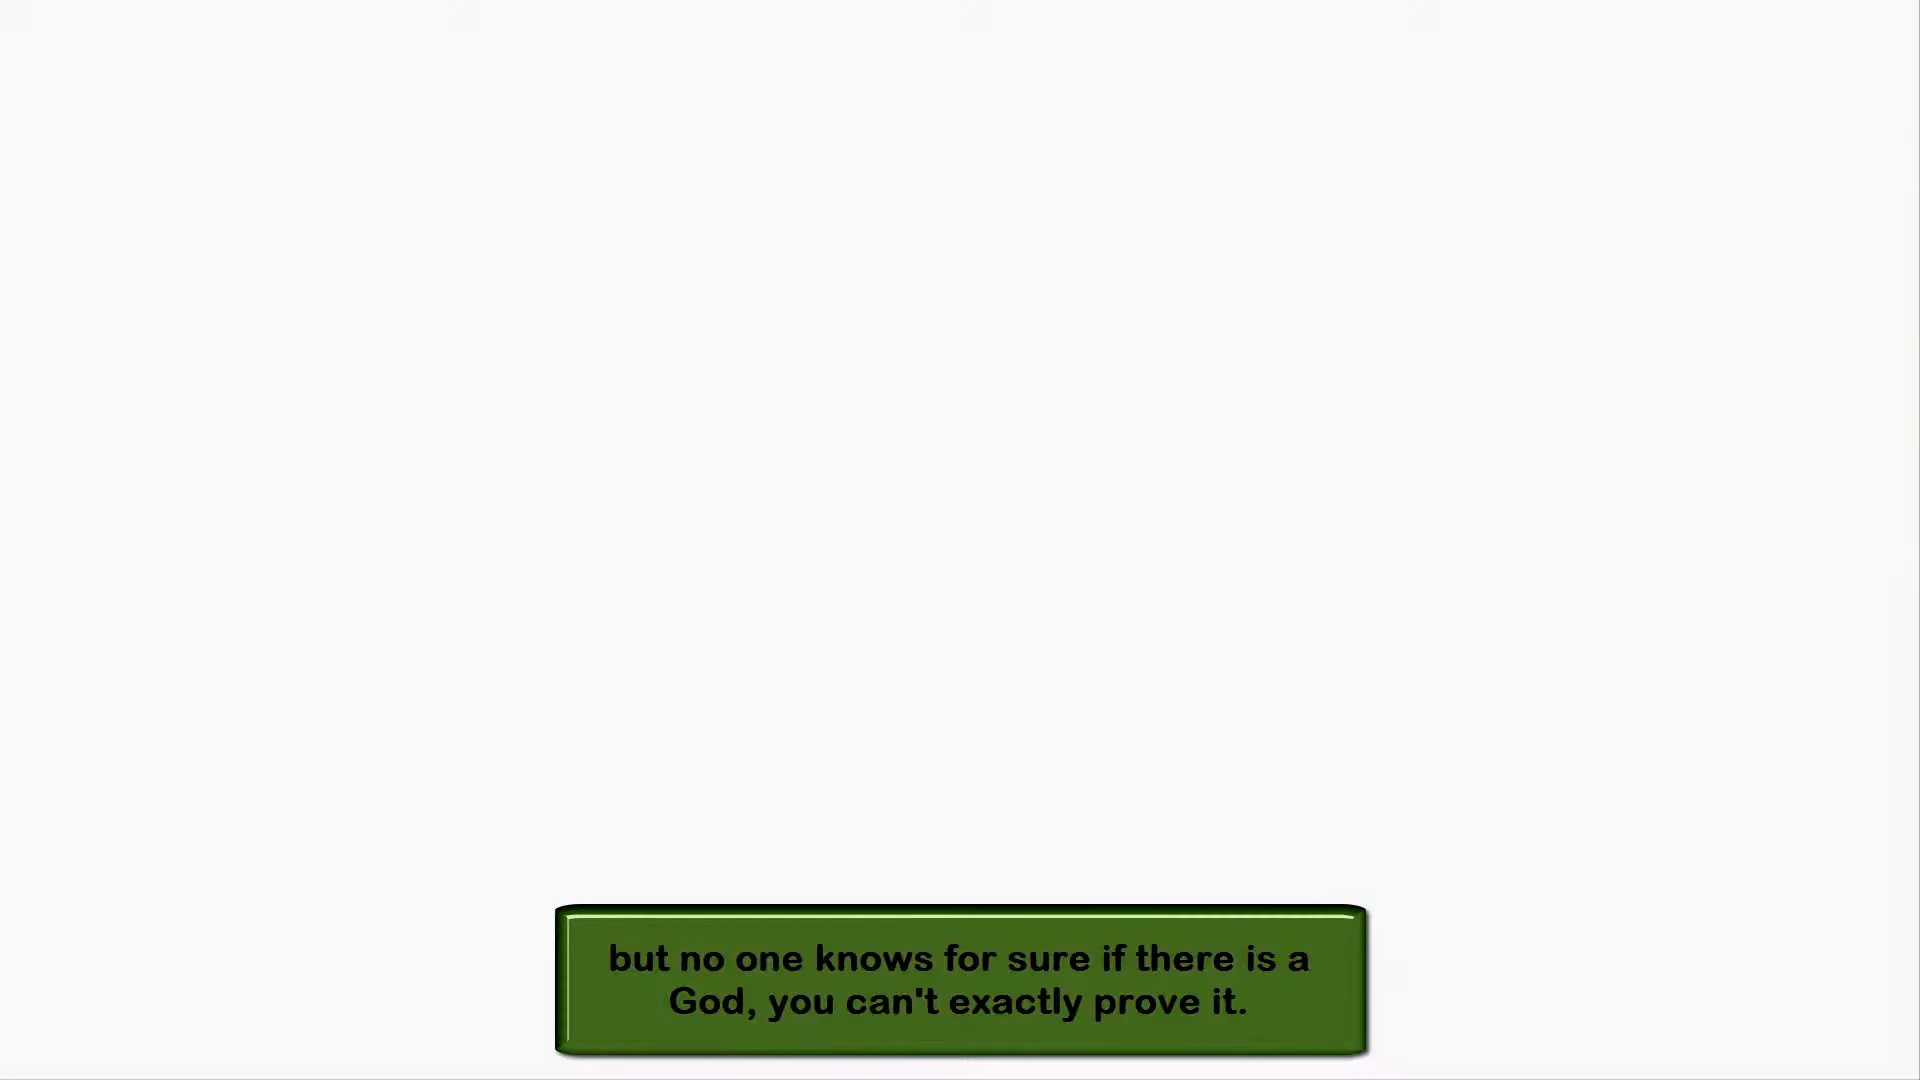 but no one knows for sure if there is a
God, you can't exactly prove it.